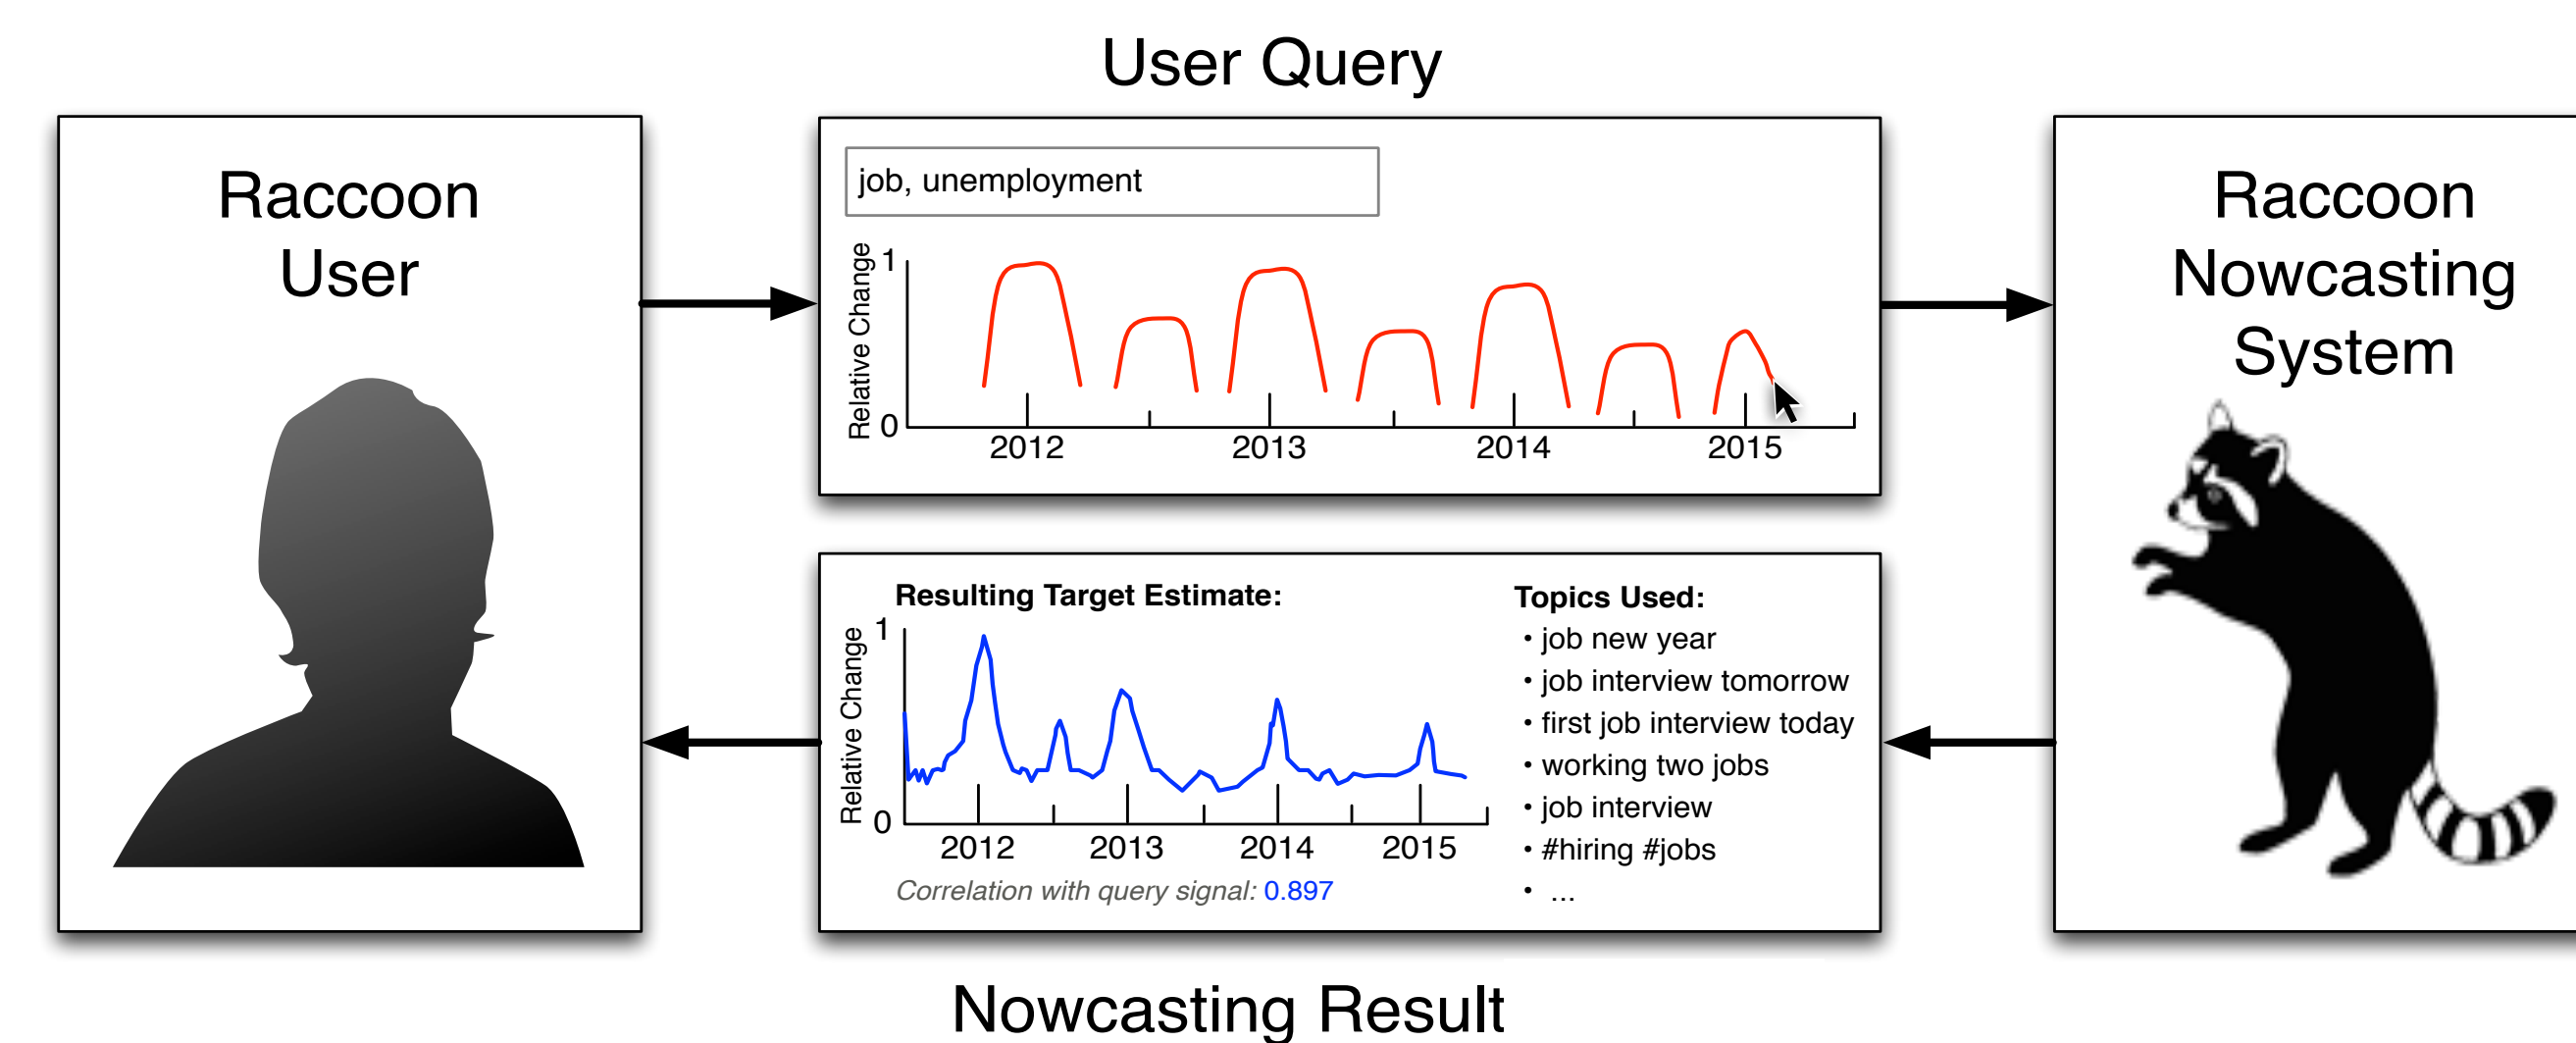 User Query
Raccoon
User
job, unemployment
Relative Change
1
0
2012 2013 2014 2015
Raccoon
Nowcasting
System
Resulting Target Estimate:
Relative Change
1
0
2012 2013 2014 2015
Correlation with query signal: 0.897
Topics Used:
• job new year
• job interview tomorrow
• first job interview today
• working two jobs
• job interview
• #hiring #jobs
• ...
Nowcasting Result